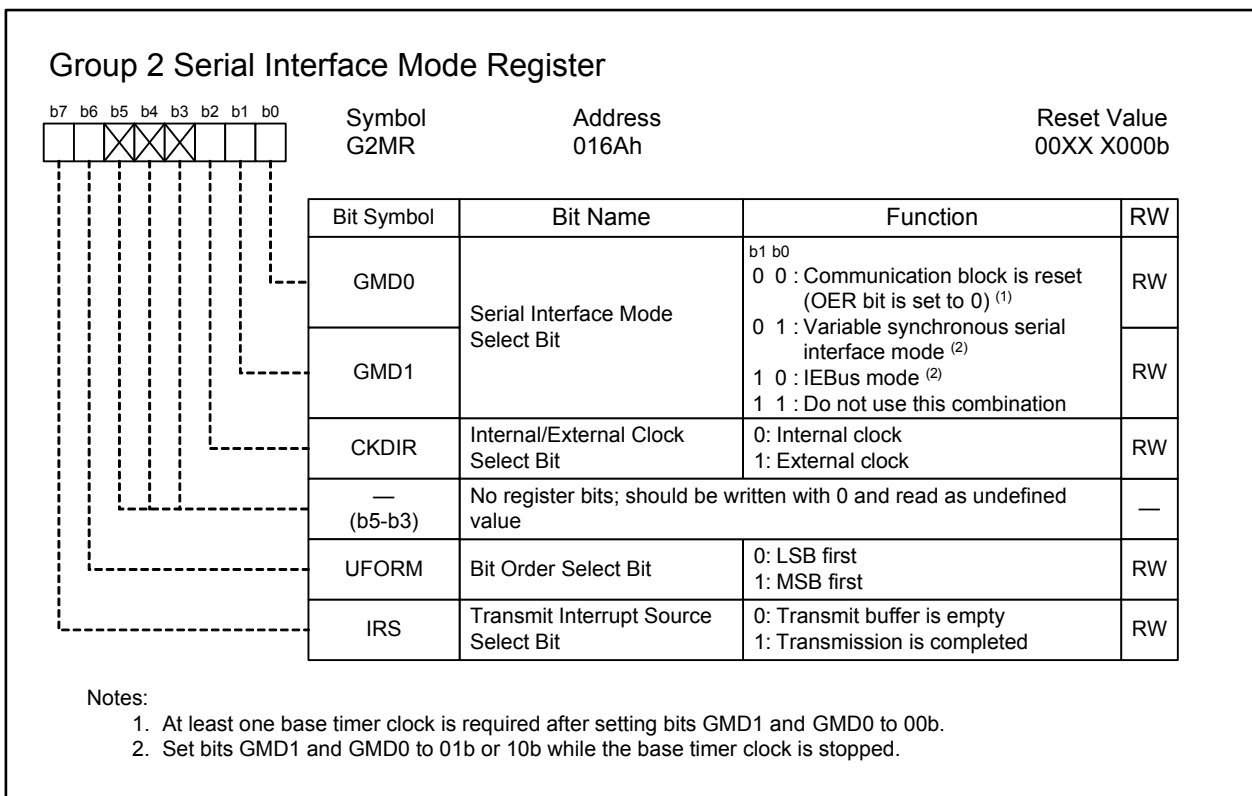 Group 2 Serial Interface Mode Register
b7 b6 b5 b4 b3 b2 b1 b0
Symbol Address Reset Value
G2MR 016Ah 00XX X000b
Bit Symbol Bit Name Function RW
GMD0
GMD1
Serial Interface Mode
Select Bit
b1 b0
0 0 : Communication block is reset
(OER bit is set to 0) (1)
0 1 : Variable synchronous serial
interface mode (2)
1 0 : IEBus mode (2)
1 1 : Do not use this combination
RW
RW
CKDIR
Internal/External Clock
Select Bit
0: Internal clock
1: External clock
RW
—
(b5-b3)
No register bits; should be written with 0 and read as undefined
value
—
UFORM
Bit Order Select Bit
0: LSB first
1: MSB first
RW
IRS
Transmit Interrupt Source
Select Bit
0: Transmit buffer is empty
1: Transmission is completed
RW
Notes:
1. At least one base timer clock is required after setting bits GMD1 and GMD0 to 00b.
2. Set bits GMD1 and GMD0 to 01b or 10b while the base timer clock is stopped.